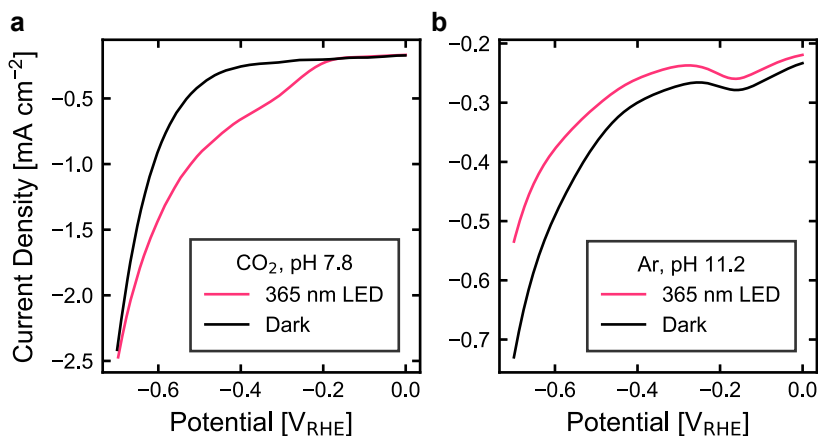 a
Current Density [mA cm⁻²]
−0.5
−1.0
−1.5
−2.0
−2.5
−0.6 −0.4 −0.2 0.0
Potential [V_RHE]
CO₂, pH 7.8
365 nm LED
Dark
b
−0.2
−0.3
−0.4
−0.5
−0.6
−0.7
−0.6 −0.4 −0.2 0.0
Potential [V_RHE]
Ar, pH 11.2
365 nm LED
Dark